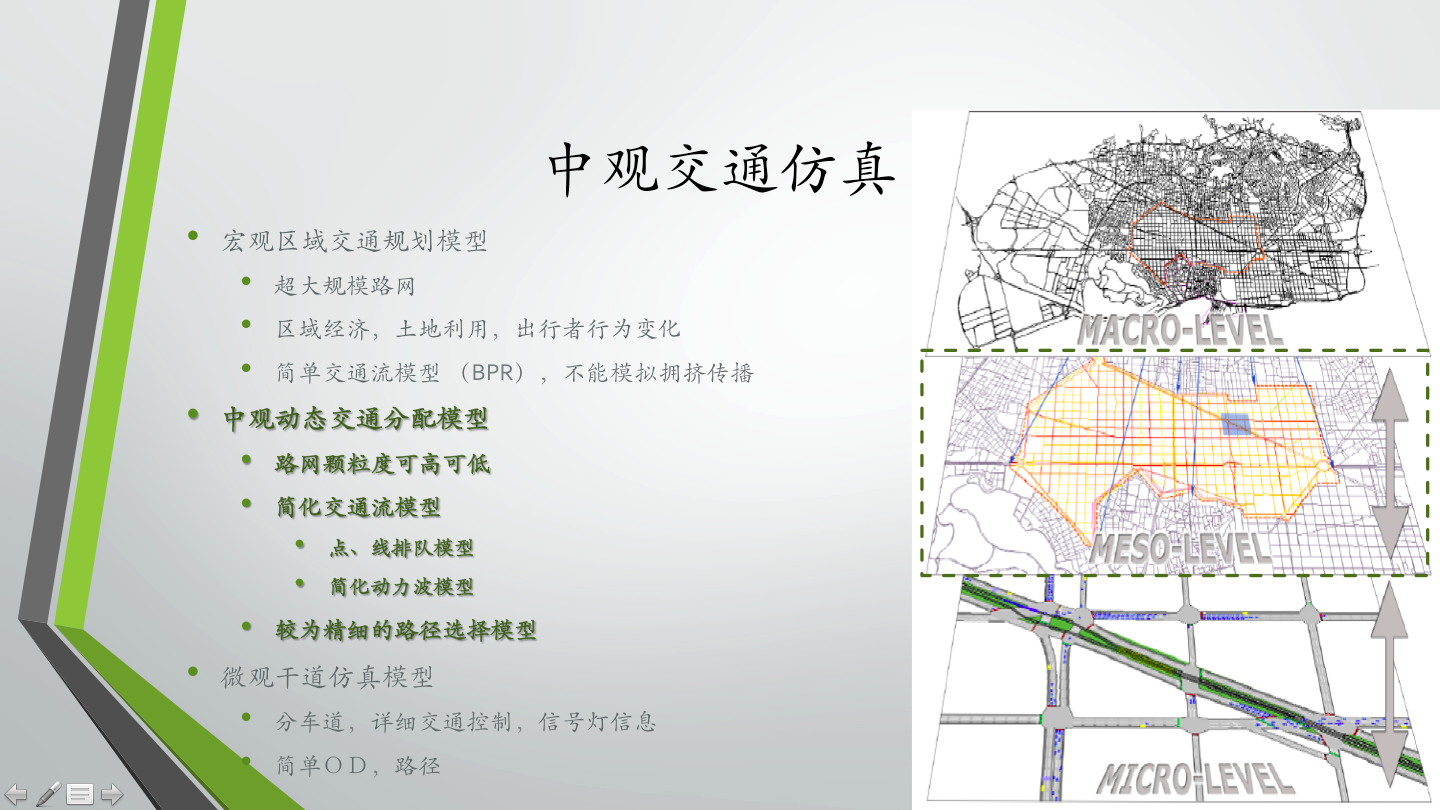 中观交通仿真
宏观区域交通规划模型
超大规模路网
区域经济，土地利用，出行者行为变化
简单交通流模型 （BPR），不能模拟拥挤传播
中观动态交通分配模型
路网颗粒度可高可低
简化交通流模型
点、线排队模型
简化动力波模型
较为精细的路径选择模型
微观干道仿真模型
分车道，详细交通控制，信号灯信息
简单ＯＤ，路径
MACRO-LEVEL
MESO-LEVEL
MICRO-LEVEL